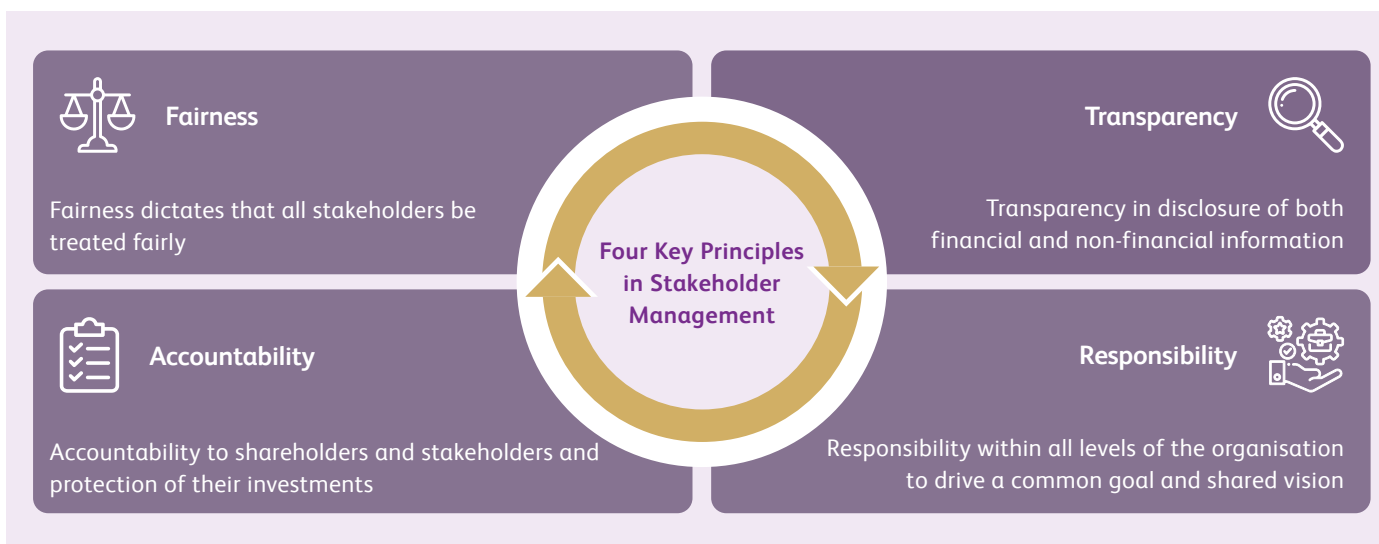 Fairness
Fairness dictates that all stakeholders be
treated fairly
Transparency
Transparency in disclosure of both
financial and non-financial information
Four Key Principles
in Stakeholder
Management
Accountability
Accountability to shareholders and stakeholders and
protection of their investments
Responsibility
Responsibility within all levels of the organisation
to drive a common goal and shared vision